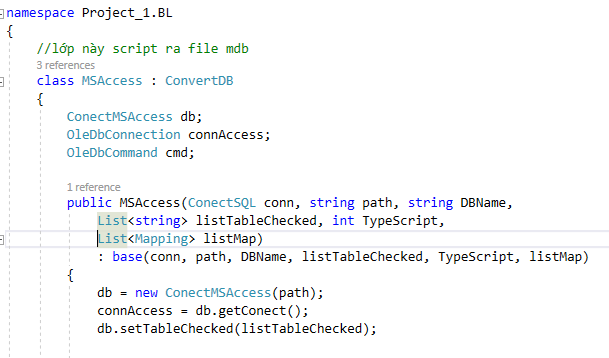 namespace Project_1.BL
{
//lớp này script ra file mdb
3 references
class MSAccess : ConvertDB
{
ConectMSAccess db;
OleDbConnection connAccess;
OleDbCommand cmd;
1 reference
public MSAccess(ConectSQL conn, string path, string DBName,
List<string> listTableChecked, int TypeScript,
List<Mapping> listMap)
: base(conn, path, DBName, listTableChecked, TypeScript, listMap)
{
db = new ConectMSAccess(path);
connAccess = db.getConect();
db.setTableChecked(listTableChecked);